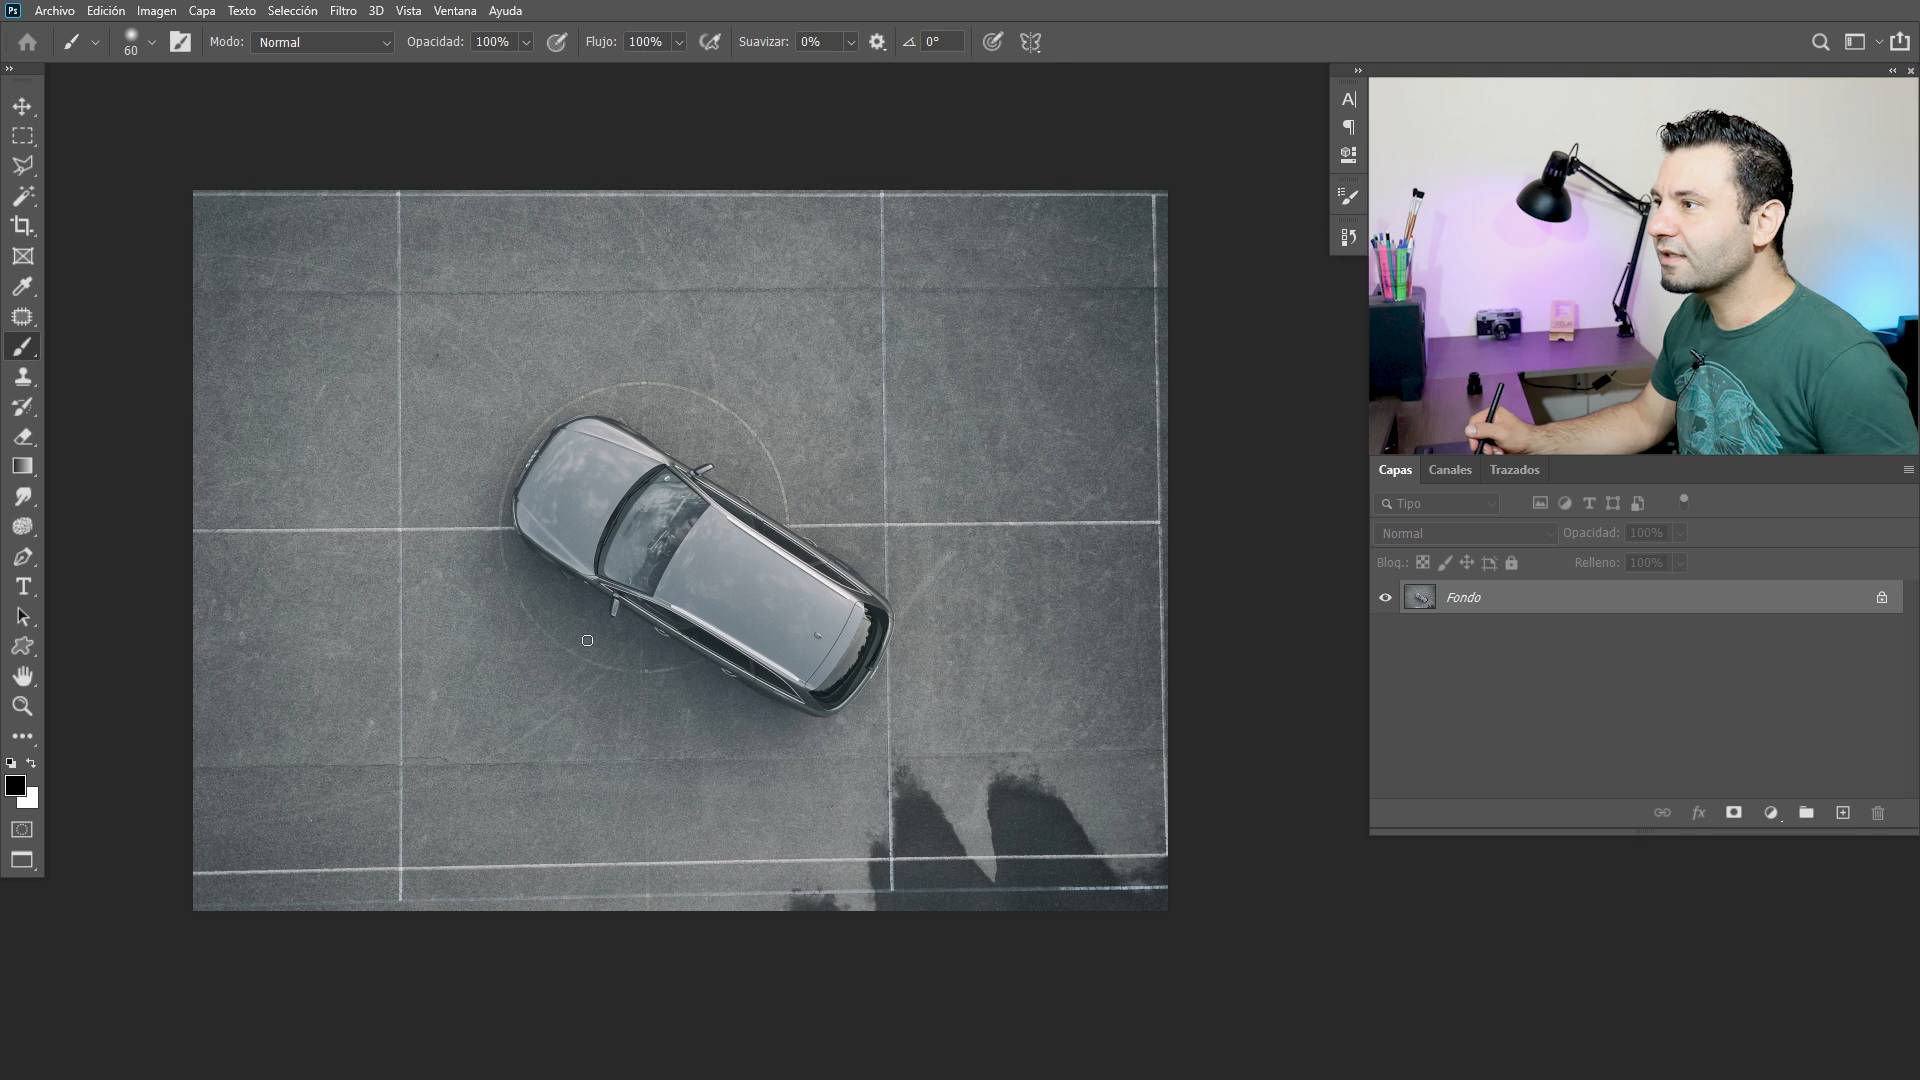 Ps Archivo Edición Imagen Capa Texto Selección Filtro 3D Vista Ventana Ayuda
60 Modo: Normal Opacidad: 100% Flujo: 100% Suavizar: 0% 0°
Capas Canales Trazados
Tipo
Normal Opacidad: 100%
Bloq.: Relleno: 100%
Fondo